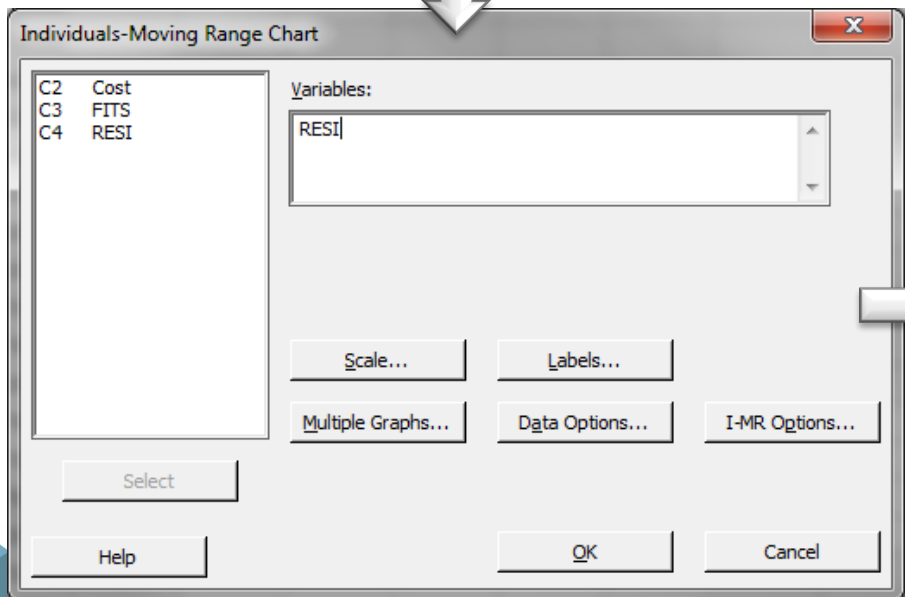 Individuals-Moving Range Chart
X
C2 Cost
C3 FITS
C4 RESI
Variables:
RESI
Scale...
Labels...
Multiple Graphs...
Data Options...
I-MR Options...
Select
Help
OK
Cancel